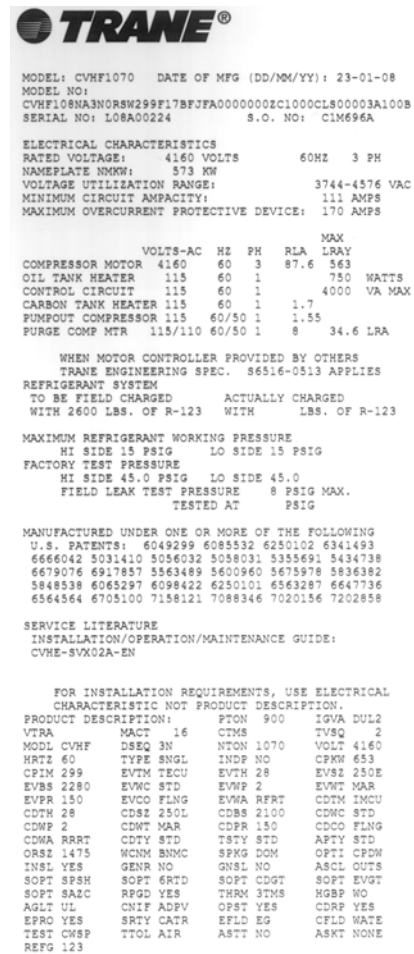 TRANE®
MODEL: CVHF1070 DATE OF MFG (DD/MM/YY): 23-01-08
MODEL NO:
CVHF108NA3N0RSW299F17BFJFA0000000ZC1000CLS00003A100B
SERIAL NO: L08A00224 S.O. NO: C1M696A
ELECTRICAL CHARACTERISTICS
RATED VOLTAGE: 4160 VOLTS 60HZ 3 PH
NAMEPLATE NMKW: 573 KW
VOLTAGE UTILIZATION RANGE: 3744-4576 VAC
MINIMUM CIRCUIT AMPACITY: 111 AMPS
MAXIMUM OVERCURRENT PROTECTIVE DEVICE: 170 AMPS
MAX
VOLTS-AC HZ PH RLA LRAY
COMPRESSOR MOTOR 4160 60 3 87.6 563
OIL TANK HEATER 115 60 1 750 WATTS
CONTROL CIRCUIT 115 60 1 4000 VA MAX
CARBON TANK HEATER 115 60 1 1.7
PUMPOUT COMPRESSOR 115 60/50 1 1.55
PURGE COMP MTR 115/110 60/50 1 8 34.6 LRA
WHEN MOTOR CONTROLLER PROVIDED BY OTHERS
TRANE ENGINEERING SPEC. S6516-0513 APPLIES
REFRIGERANT SYSTEM
TO BE FIELD CHARGED ACTUALLY CHARGED
WITH 2600 LBS. OF R-123 WITH LBS. OF R-123
MAXIMUM REFRIGERANT WORKING PRESSURE
HI SIDE 15 PSIG LO SIDE 15 PSIG
FACTORY TEST PRESSURE
HI SIDE 45.0 PSIG LO SIDE 45.0
FIELD LEAK TEST PRESSURE 8 PSIG MAX.
TESTED AT PSIG
MANUFACTURED UNDER ONE OR MORE OF THE FOLLOWING
U.S. PATENTS: 6049299 6085532 6250102 6341493
6666042 5031410 5056032 5058031 5355691 5434738
6679076 6917857 5563489 5600960 5675978 5836382
5848538 6065297 6098422 6250101 6563287 6647736
6564564 6705100 7158121 7088346 7020156 7202858
SERVICE LITERATURE
INSTALLATION/OPERATION/MAINTENANCE GUIDE:
CVHE-SVX02A-EN
FOR INSTALLATION REQUIREMENTS, USE ELECTRICAL
CHARACTERISTIC NOT PRODUCT DESCRIPTION.
PRODUCT DESCRIPTION: PTON 900 IGVA DUL2
VTRA MACT 16 CTMS TVSQ 2
MODL CVHF DSEQ 3N NTON 1070 VOLT 4160
HRTZ 60 TYPE SNGL INDP NO CPKW 653
CPIM 299 EVTM TECU EVTH 28 EVSZ 250E
EVBS 2280 EVWC STD EVWP 2 EVWT MAR
EVPR 150 EVCO FLNG EVWA RFRT CDTM IMCU
CDTH 28 CDSZ 250L CDBS 2100 CDWC STD
CDWP 2 CDWT MAR CDPR 150 CDCO FLNG
CDWA RRRT CDTY STD TSTY STD APTY STD
ORSZ 1475 WCNM BNMC SPKG DOM OPTI CPDW
INSL YES GENR NO GNSL NO ASCL OUTS
SOPT SPSH SOPT 6RTD SOPT CDGT SOPT EVGT
SOPT SAZC RPGD YES THRM 3TMS HGBP WO
AGLT UL CNIF ADPV OPST YES CDRP YES
EPRO YES SRTY CATR EFLD EG CFLD WATE
TEST CWSP TTOL AIR ASTT NO ASKT NONE
REFG 123